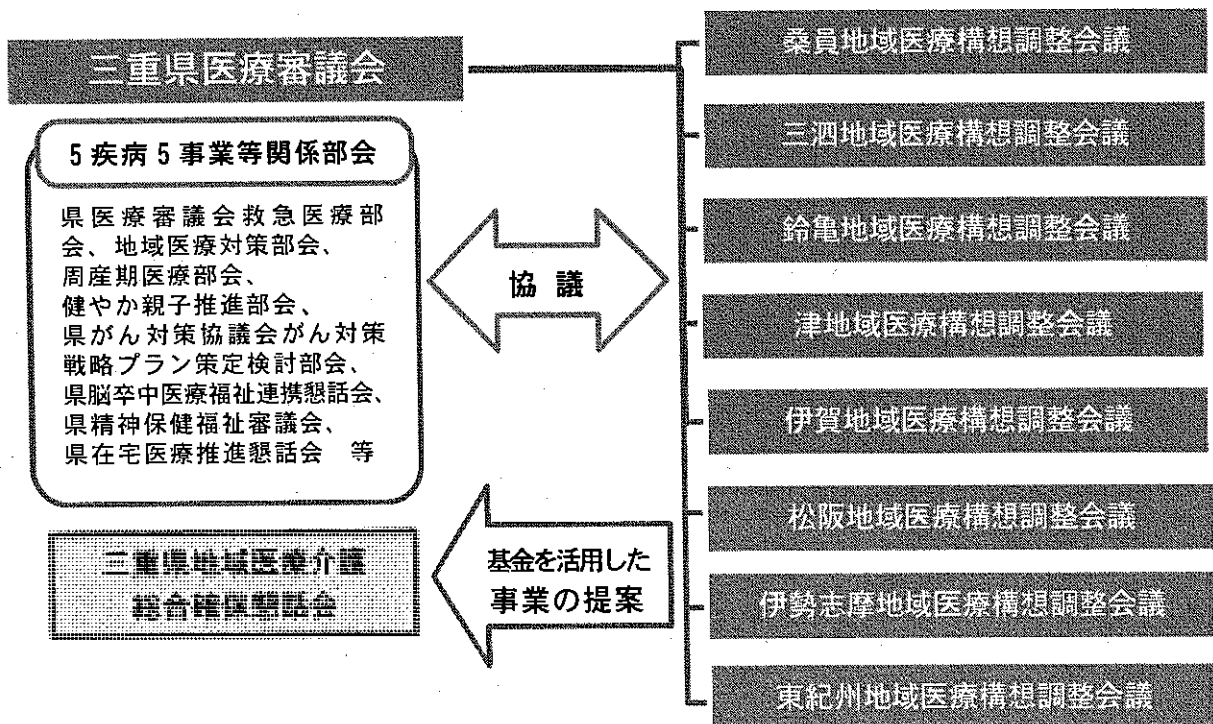 三重県医療審議会
5疾病5事業等関係部会
県医療審議会救急医療部
会、地域医療対策部会、
周産期医療部会、
健やか親子推進部会、
県がん対策協議会がん対策
戦略プラン策定検討部会、
県脳卒中医療福祉連携懇話会、
県精神保健福祉審議会、
県在宅医療推進懇話会 等
三重県地域医療介護
総合確保懇話会
協 議
基金を活用した
事業の提案
桑員地域医療構想調整会議
三泗地域医療構想調整会議
鈴亀地域医療構想調整会議
津地域医療構想調整会議
伊賀地域医療構想調整会議
松阪地域医療構想調整会議
伊勢志摩地域医療構想調整会議
東紀州地域医療構想調整会議